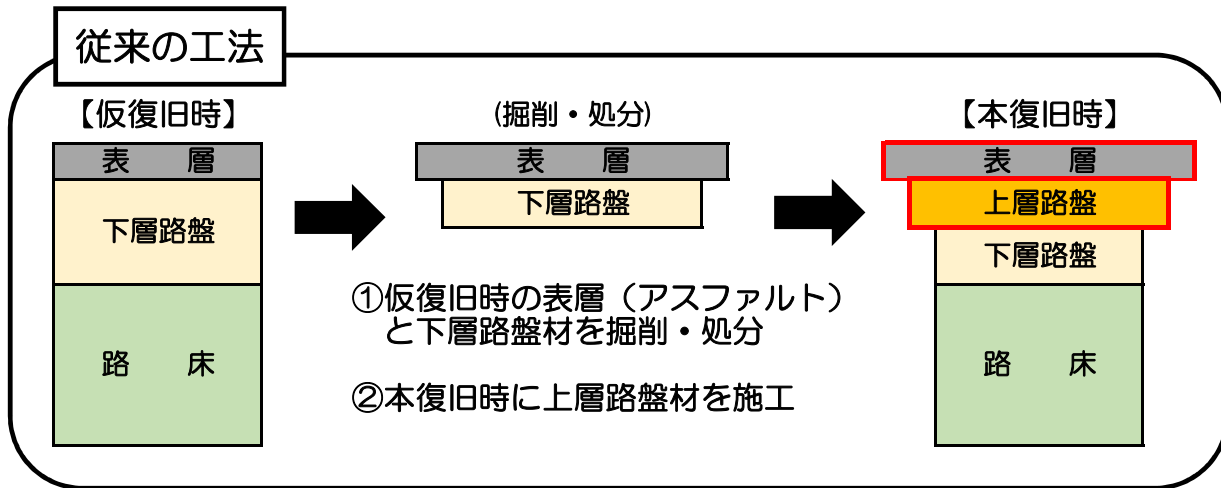 従来の工法
【仮復旧時】
表　層
下層路盤
路　床
(掘削・処分)
表　層
下層路盤
①仮復旧時の表層（アスファルト）
と下層路盤材を掘削・処分
②本復旧時に上層路盤材を施工
【本復旧時】
表　層
上層路盤
下層路盤
路　床